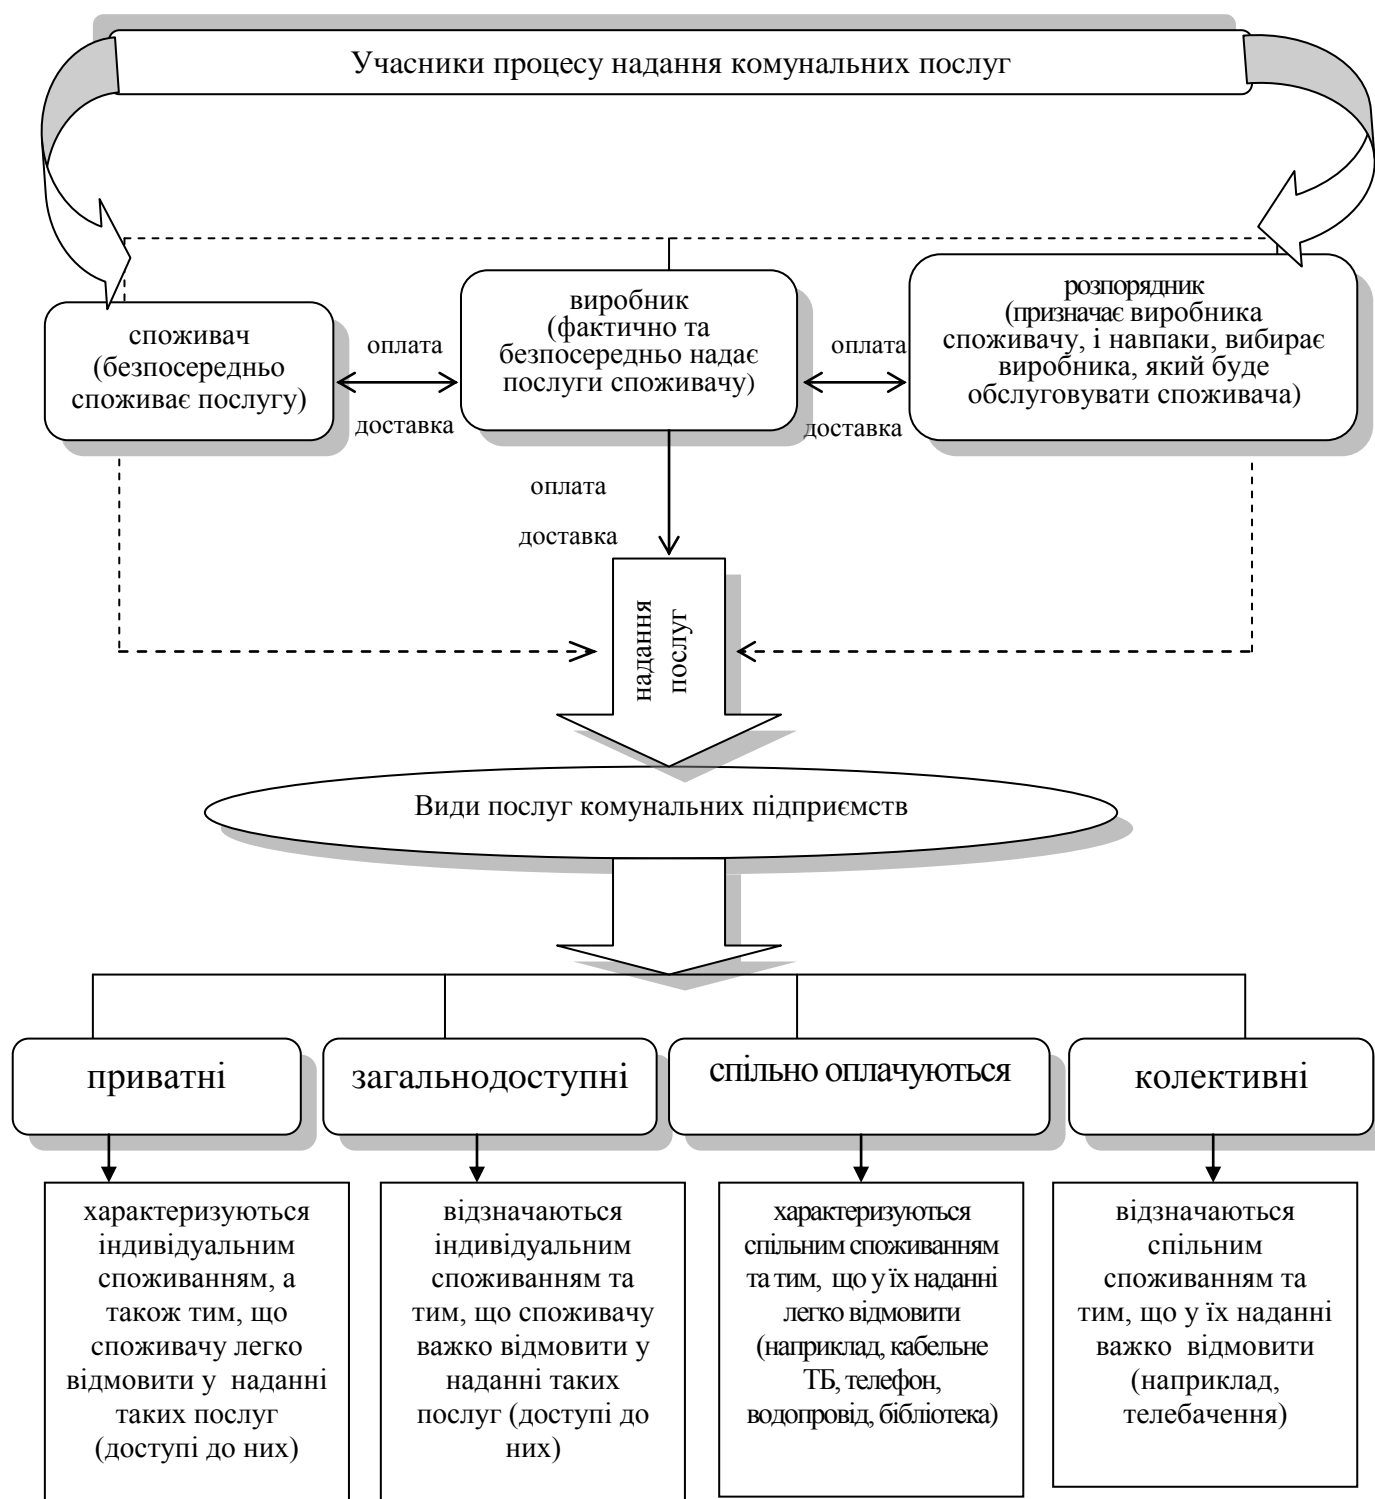 Учасники процесу надання комунальних послуг
споживач
(безпосередньо
споживає послугу)
оплата
доставка
виробник
(фактично та
безпосередньо надає
послуги споживачу)
оплата
доставка
розпорядник
(призначає виробника
споживачу, і навпаки, вибирає
виробника, який буде
обслуговувати споживача)
оплата
доставка
надання
послуг
Види послуг комунальних підприємств
приватні
загальнодоступні
спільно оплачуються
колективні
характеризуються
індивідуальним
споживанням, а
також тим, що
споживачу легко
відмовити у наданні
таких послуг
(доступі до них)
відзначаються
індивідуальним
споживанням та
тим, що споживачу
важко відмовити у
наданні таких
послуг (доступі до
них)
характеризуються
спільним споживанням
та тим, що у їх наданні
легко відмовити
(наприклад, кабельне
ТБ, телефон,
водопровід, бібліотека)
відзначаються
спільним
споживанням та
тим, що у їх наданні
важко відмовити
(наприклад,
телебачення)